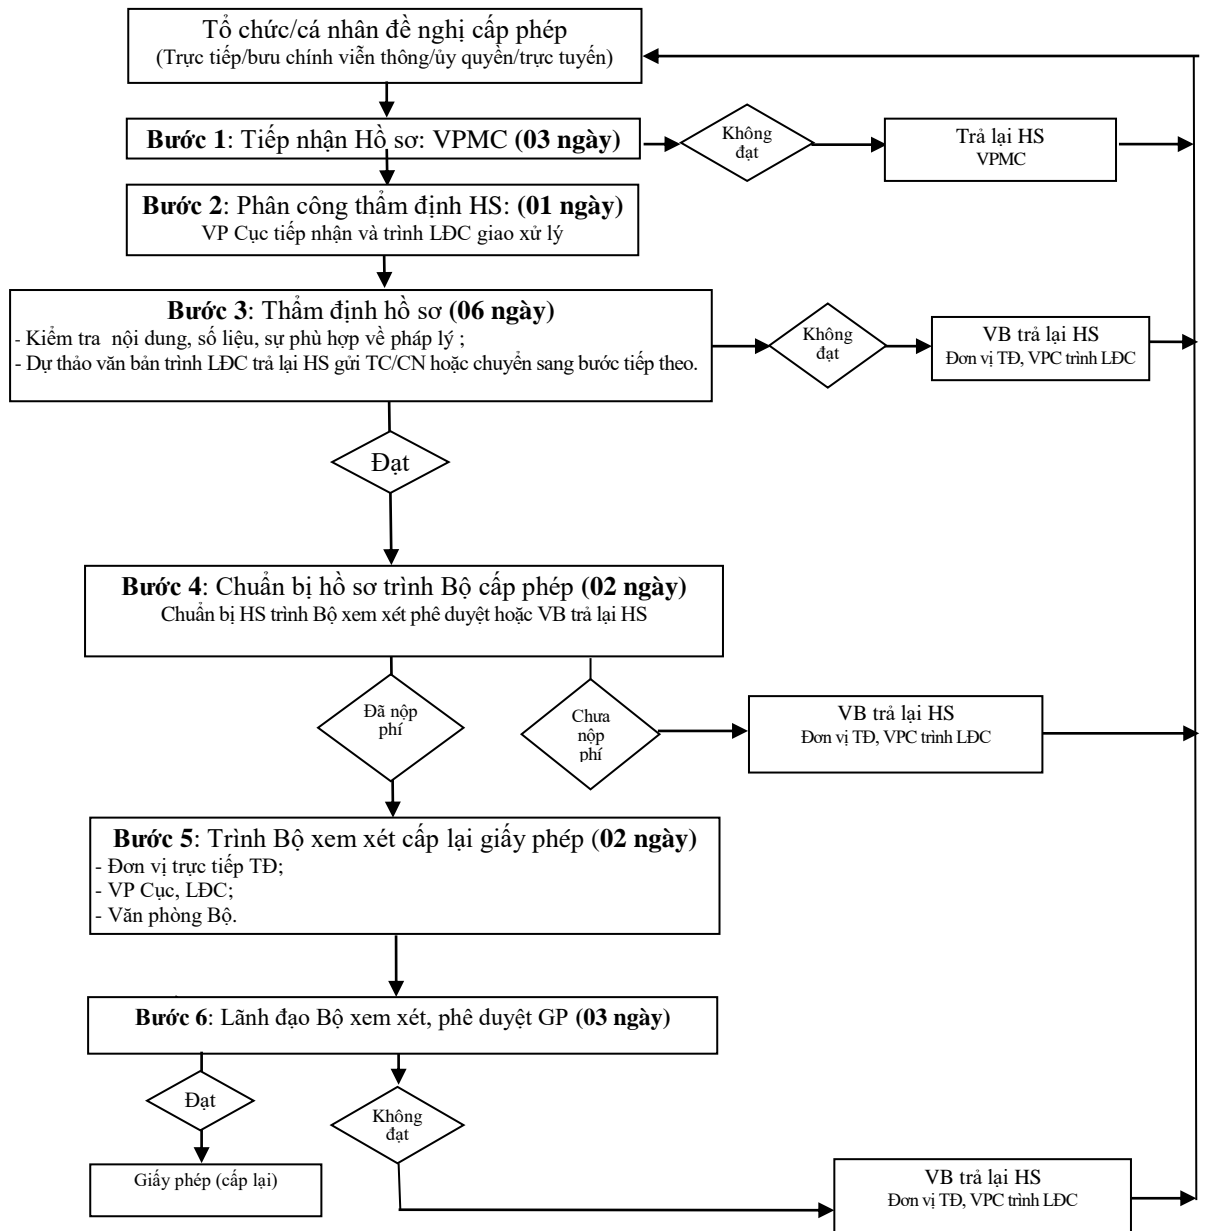 Tổ chức/cá nhân đề nghị cấp phép
(Trực tiếp/bưu chính viễn thông/ủy quyền/trực tuyến)
Bước 1: Tiếp nhận Hồ sơ: VPMC (03 ngày)
Không
đạt
Trả lại HS
VPMC
Bước 2: Phân công thẩm định HS: (01 ngày)
VP Cục tiếp nhận và trình LĐC giao xử lý
Bước 3: Thẩm định hồ sơ (06 ngày)
- Kiểm tra nội dung, số liệu, sự phù hợp về pháp lý ;
- Dự thảo văn bản trình LĐC trả lại HS gửi TC/CN hoặc chuyển sang bước tiếp theo.
Không
đạt
VB trả lại HS
Đơn vị TĐ, VPC trình LĐC
Đạt
Bước 4: Chuẩn bị hồ sơ trình Bộ cấp phép (02 ngày)
Chuẩn bị HS trình Bộ xem xét phê duyệt hoặc VB trả lại HS
Đã nộp
phí
Chưa
nộp
phí
VB trả lại HS
Đơn vị TĐ, VPC trình LĐC
Bước 5: Trình Bộ xem xét cấp lại giấy phép (02 ngày)
- Đơn vị trực tiếp TĐ;
- VP Cục, LĐC;
- Văn phòng Bộ.
Bước 6: Lãnh đạo Bộ xem xét, phê duyệt GP (03 ngày)
Đạt
Không
đạt
Giấy phép (cấp lại)
VB trả lại HS
Đơn vị TĐ, VPC trình LĐC